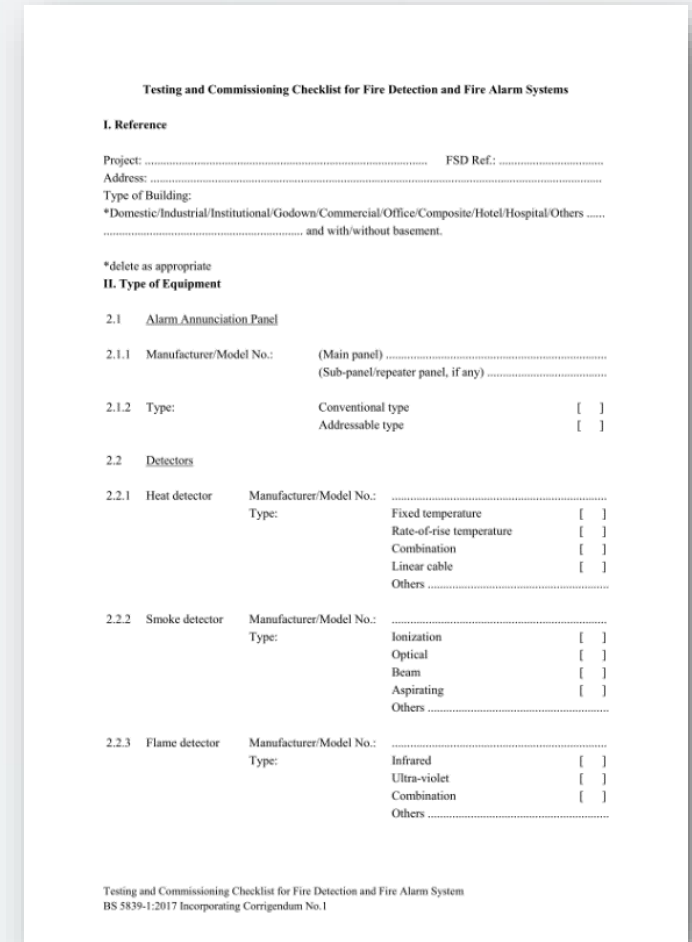 Testing and Commissioning Checklist for Fire Detection and Fire Alarm Systems
I. Reference
Project: ........................................ FSD Ref.: ....................
Address: ........................................
Type of Building:
*Domestic/Industrial/Institutional/Godown/Commercial/Office/Composite/Hotel/Hospital/Others ......
........................................ and with/without basement.
*delete as appropriate
II. Type of Equipment
2.1 Alarm Annunciation Panel
2.1.1 Manufacturer/Model No.: (Main panel) ........................................
(Sub-panel/repeater panel, if any) ........................................
2.1.2 Type: Conventional type [ ]
Addressable type [ ]
2.2 Detectors
2.2.1 Heat detector Manufacturer/Model No.: ........................................
Type: Fixed temperature [ ]
Rate-of-rise temperature [ ]
Combination [ ]
Linear cable [ ]
Others ........................................
2.2.2 Smoke detector Manufacturer/Model No.: ........................................
Type: Ionization [ ]
Optical [ ]
Beam [ ]
Aspirating [ ]
Others ........................................
2.2.3 Flame detector Manufacturer/Model No.: ........................................
Type: Infrared [ ]
Ultra-violet [ ]
Combination [ ]
Others ........................................
Testing and Commissioning Checklist for Fire Detection and Fire Alarm System
BS 5839-1:2017 Incorporating Corrigendum No.1